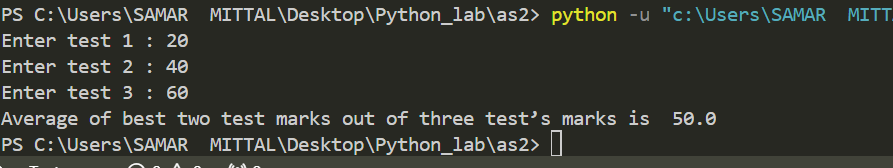 PS C:\Users\SAMAR  MITTAL\Desktop\Python_lab\as2> python -u "c:\Users\SAMAR  MITTA
Enter test 1 : 20
Enter test 2 : 40
Enter test 3 : 60
Average of best two test marks out of three test’s marks is  50.0
PS C:\Users\SAMAR  MITTAL\Desktop\Python_lab\as2>